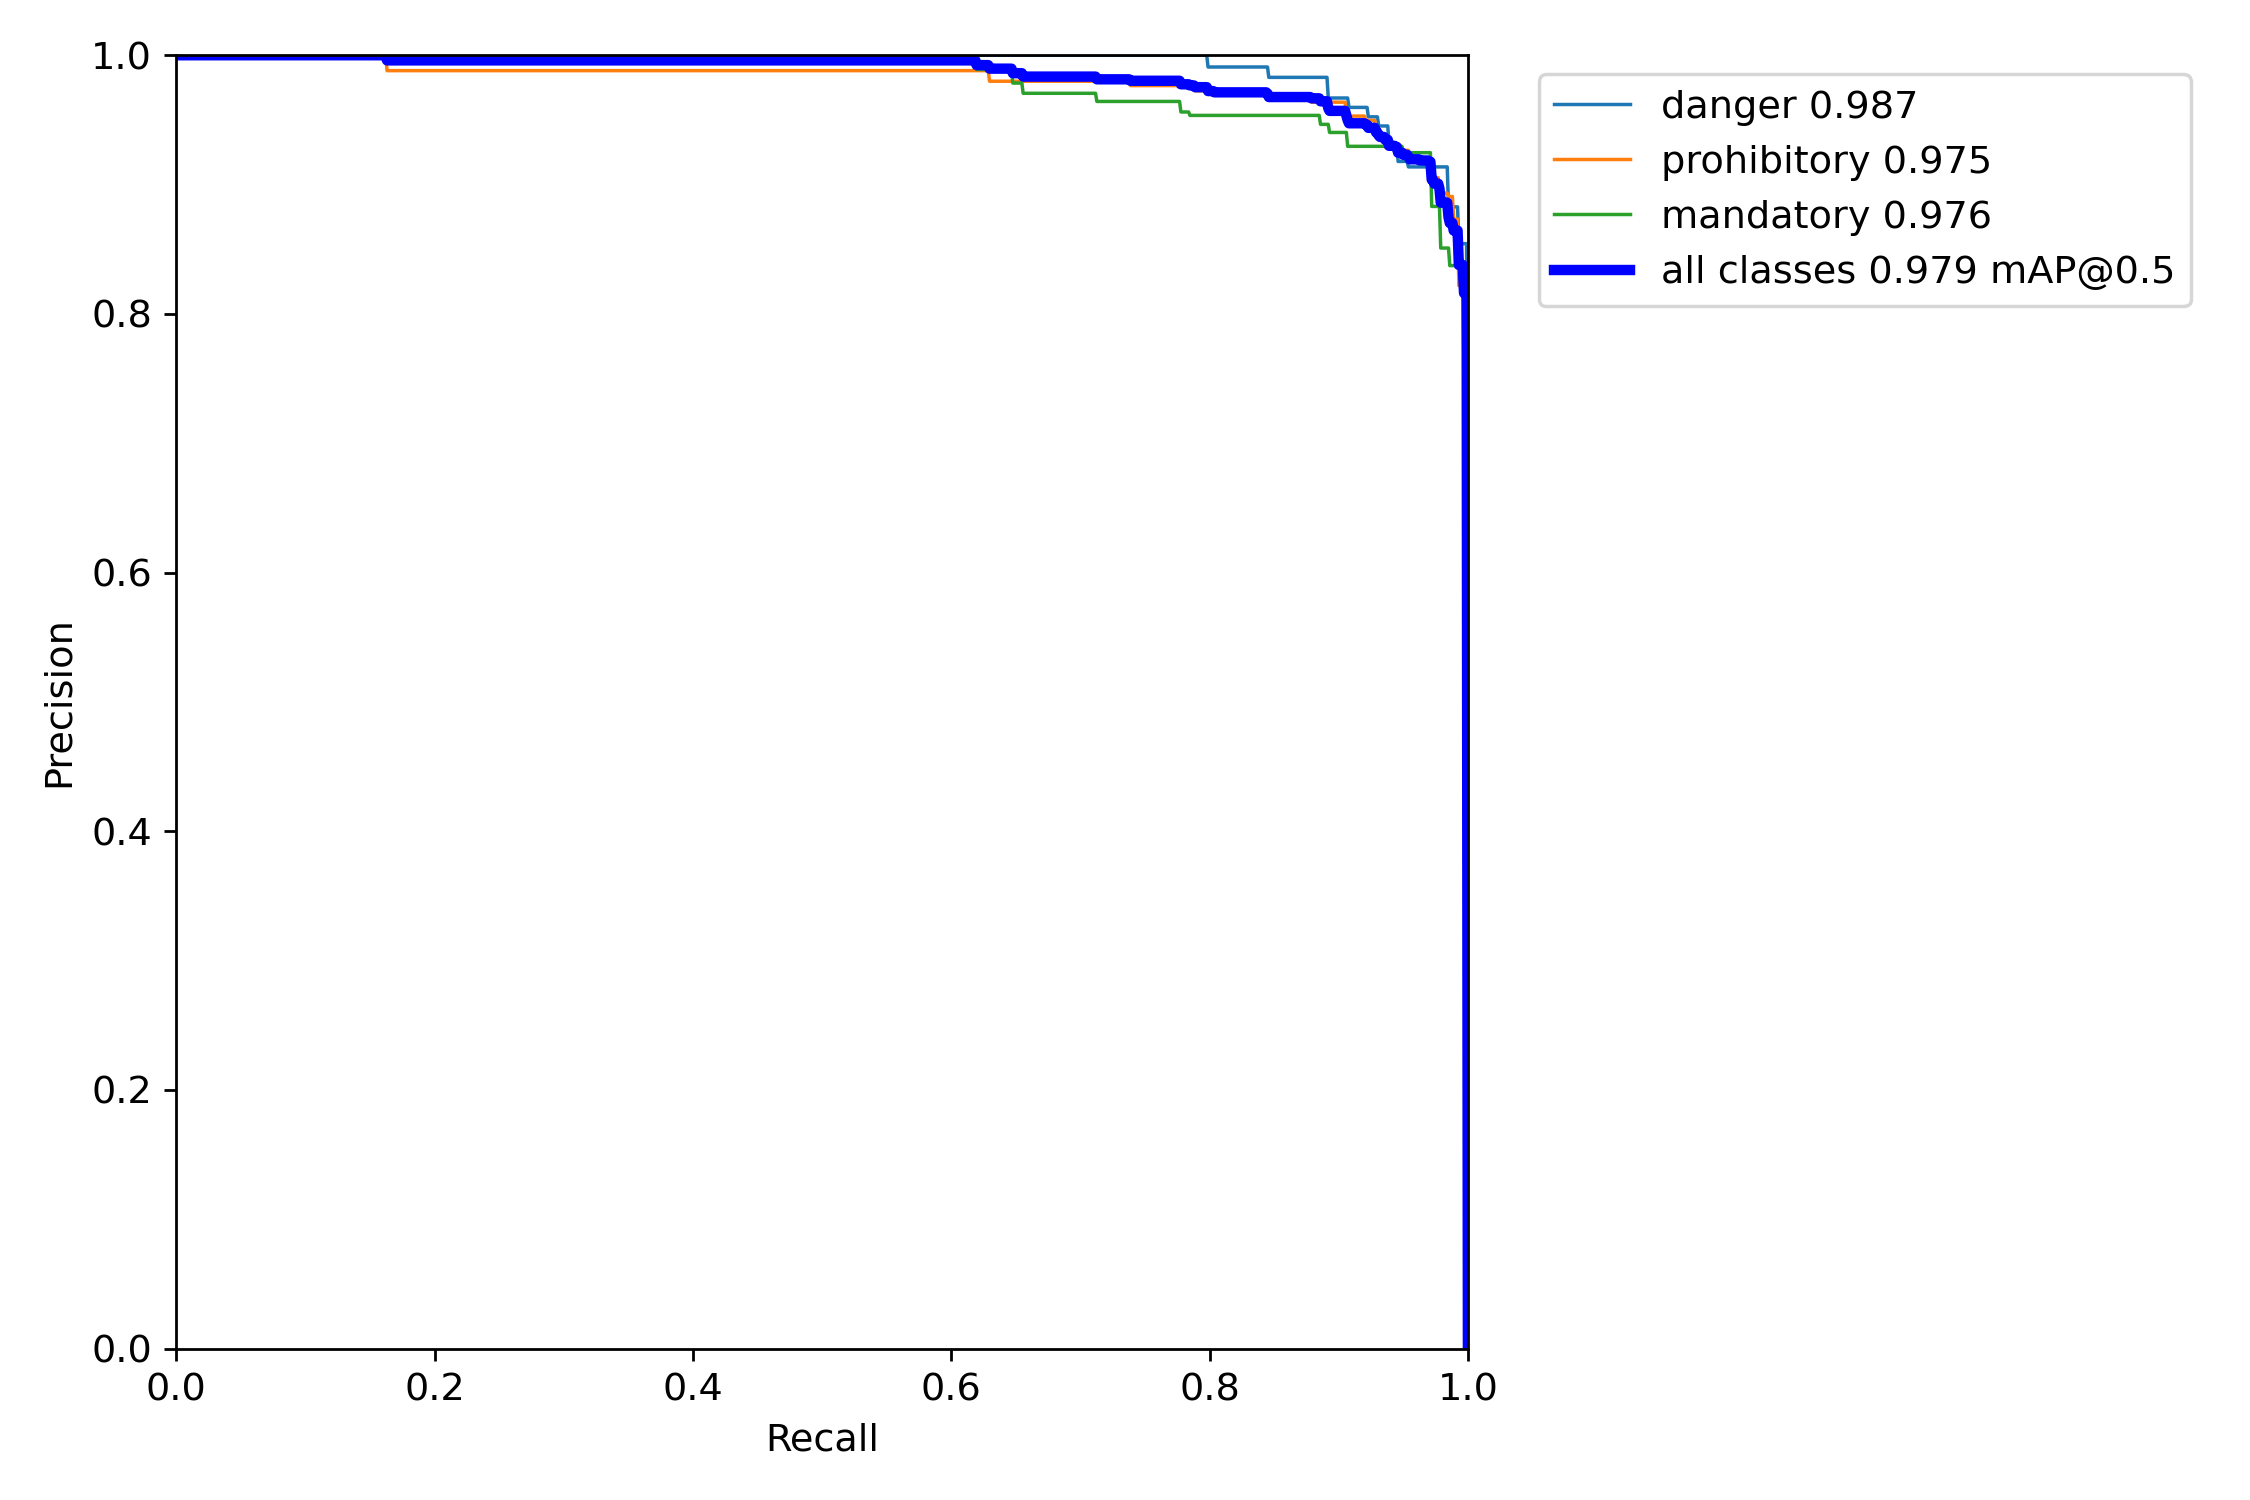 1.0
0.8
0.6
0.4
0.2
0.0
Precision
0.0 0.2 0.4 0.6 0.8 1.0
Recall
danger 0.987
prohibitory 0.975
mandatory 0.976
all classes 0.979 mAP@0.5